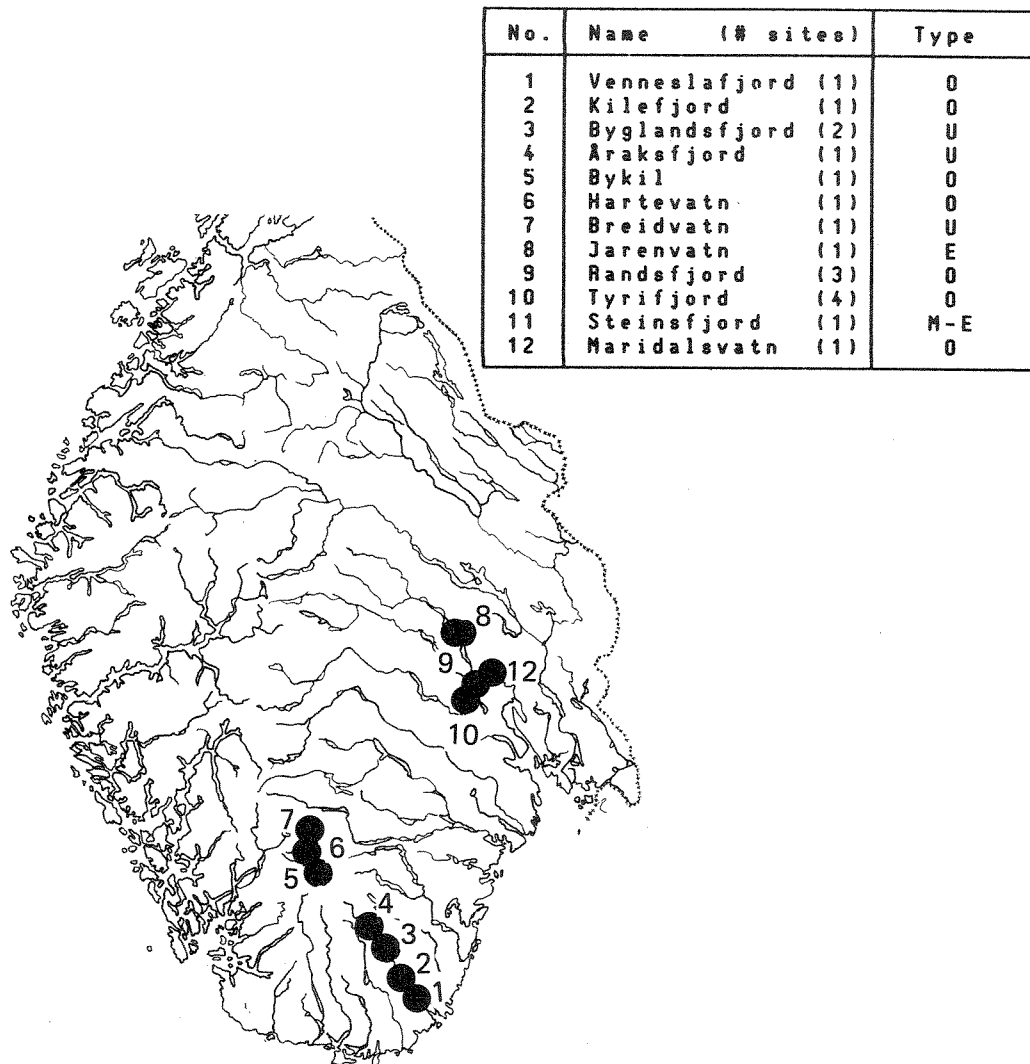 No. Name (# sites) Type
1 Venneslafjord (1) O
2 Kilefjord (1) O
3 Byglandsfjord (2) U
4 Åraksfjord (1) U
5 Bykil (1) O
6 Hartevatn (1) O
7 Breidvatn (1) U
8 Jarenvatn (1) E
9 Randsfjord (3) O
10 Tyrifjord (4) O
11 Steinsfjord (1) M-E
12 Maridalsvatn (1) O
8
9
12
10
7
6
5
4
3
2
1